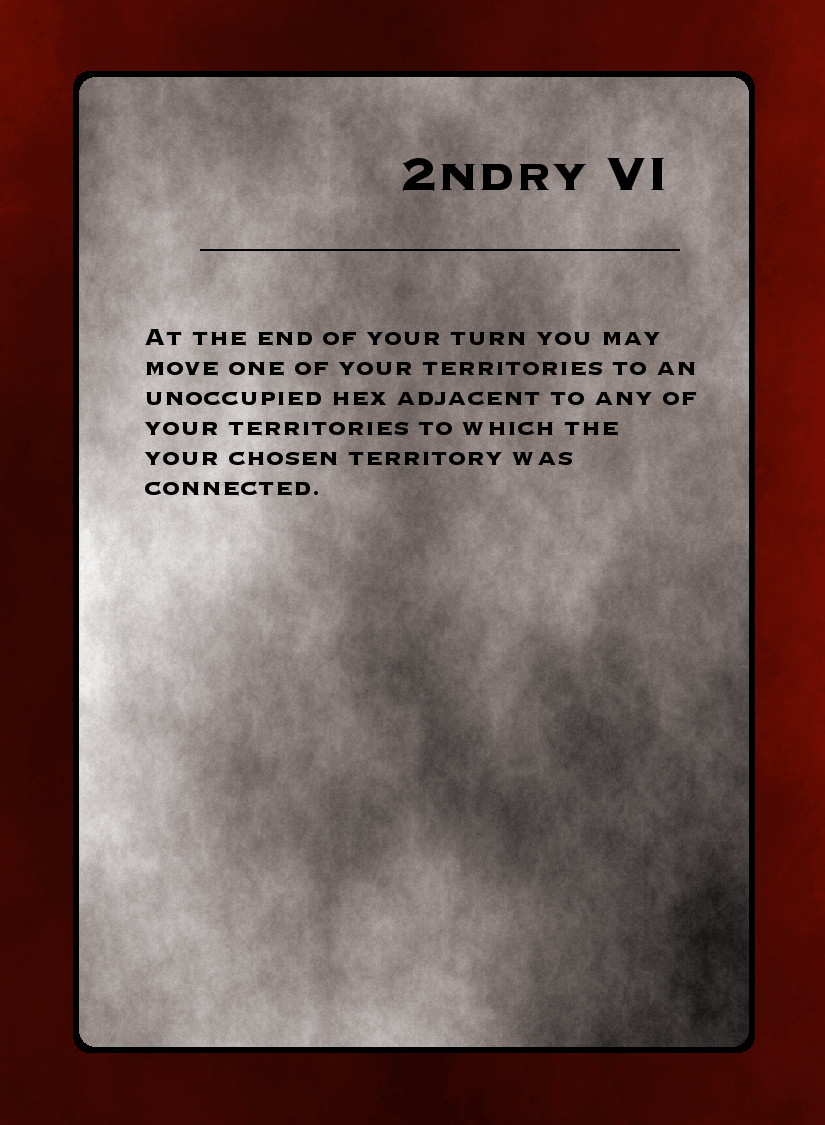 2ndry VI
At the end of your turn you may
move one of your territories to an
unoccupied hex adjacent to any of
your territories to which the
your chosen territory was
connected.